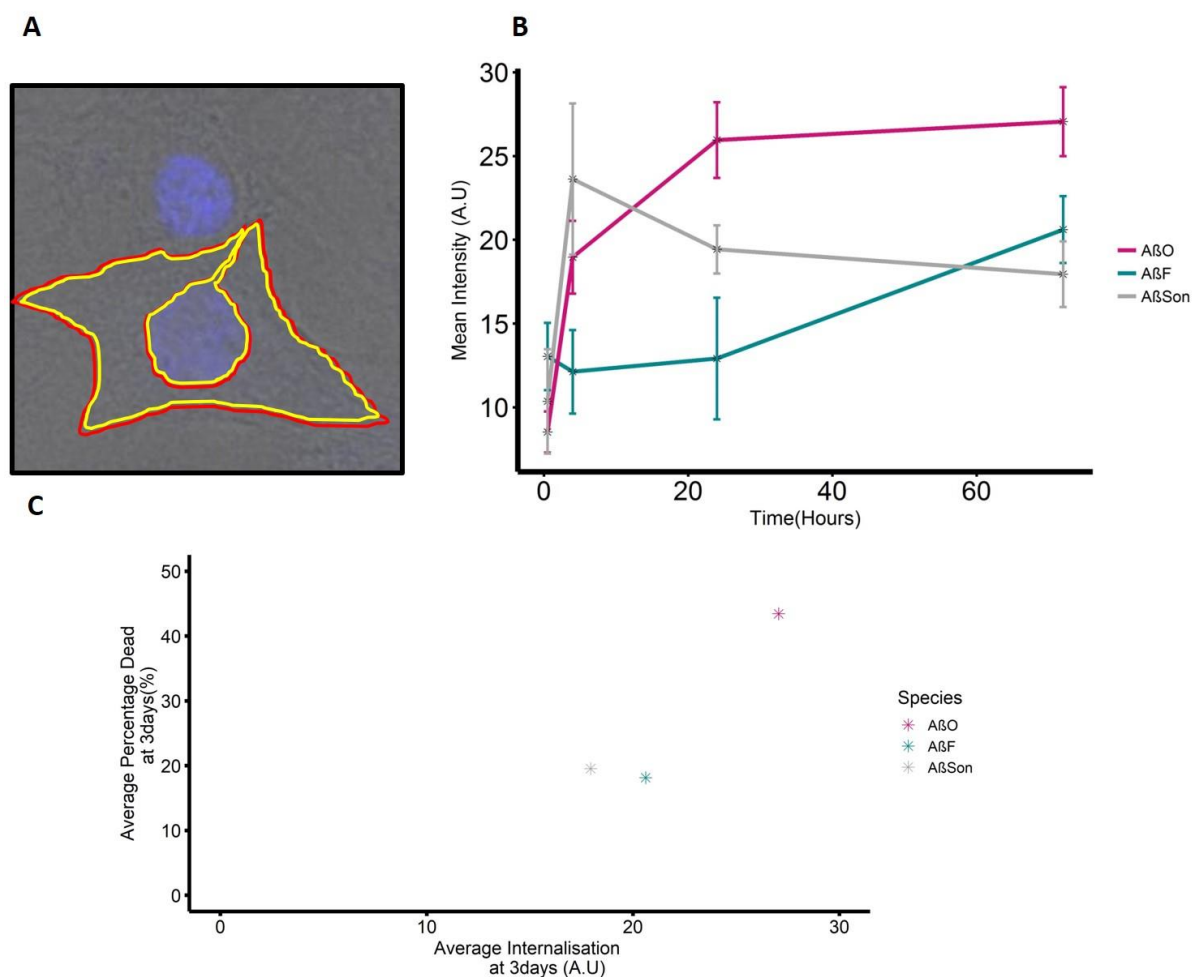 A
B
30
25
20
15
10
Mean Intensity (A.U)
0
20
40
60
Time(Hours)
AßO
AßF
AßSon
C
50
40
30
20
10
0
Average Percentage Dead
at 3days(%)
0
10
20
30
Average Internalisation
at 3days (A.U)
Species
AßO
AßF
AßSon